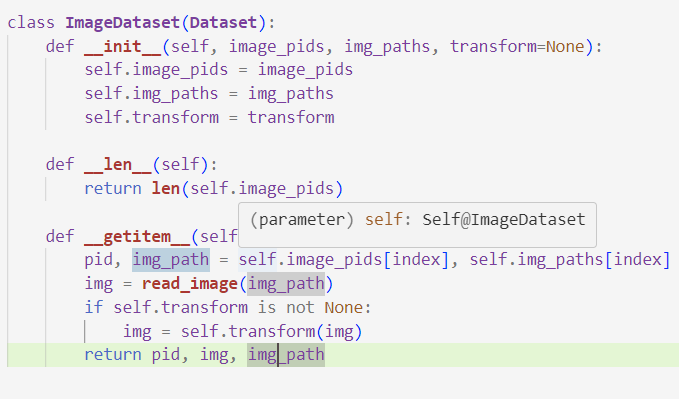 class ImageDataset(Dataset):
    def __init__(self, image_pids, img_paths, transform=None):
        self.image_pids = image_pids
        self.img_paths = img_paths
        self.transform = transform
    def __len__(self):
        return len(self.image_pids)
(parameter) self: Self@ImageDataset
    def __getitem__(self
        pid, img_path = self.image_pids[index], self.img_paths[index]
        img = read_image(img_path)
        if self.transform is not None:
            img = self.transform(img)
        return pid, img, img_path